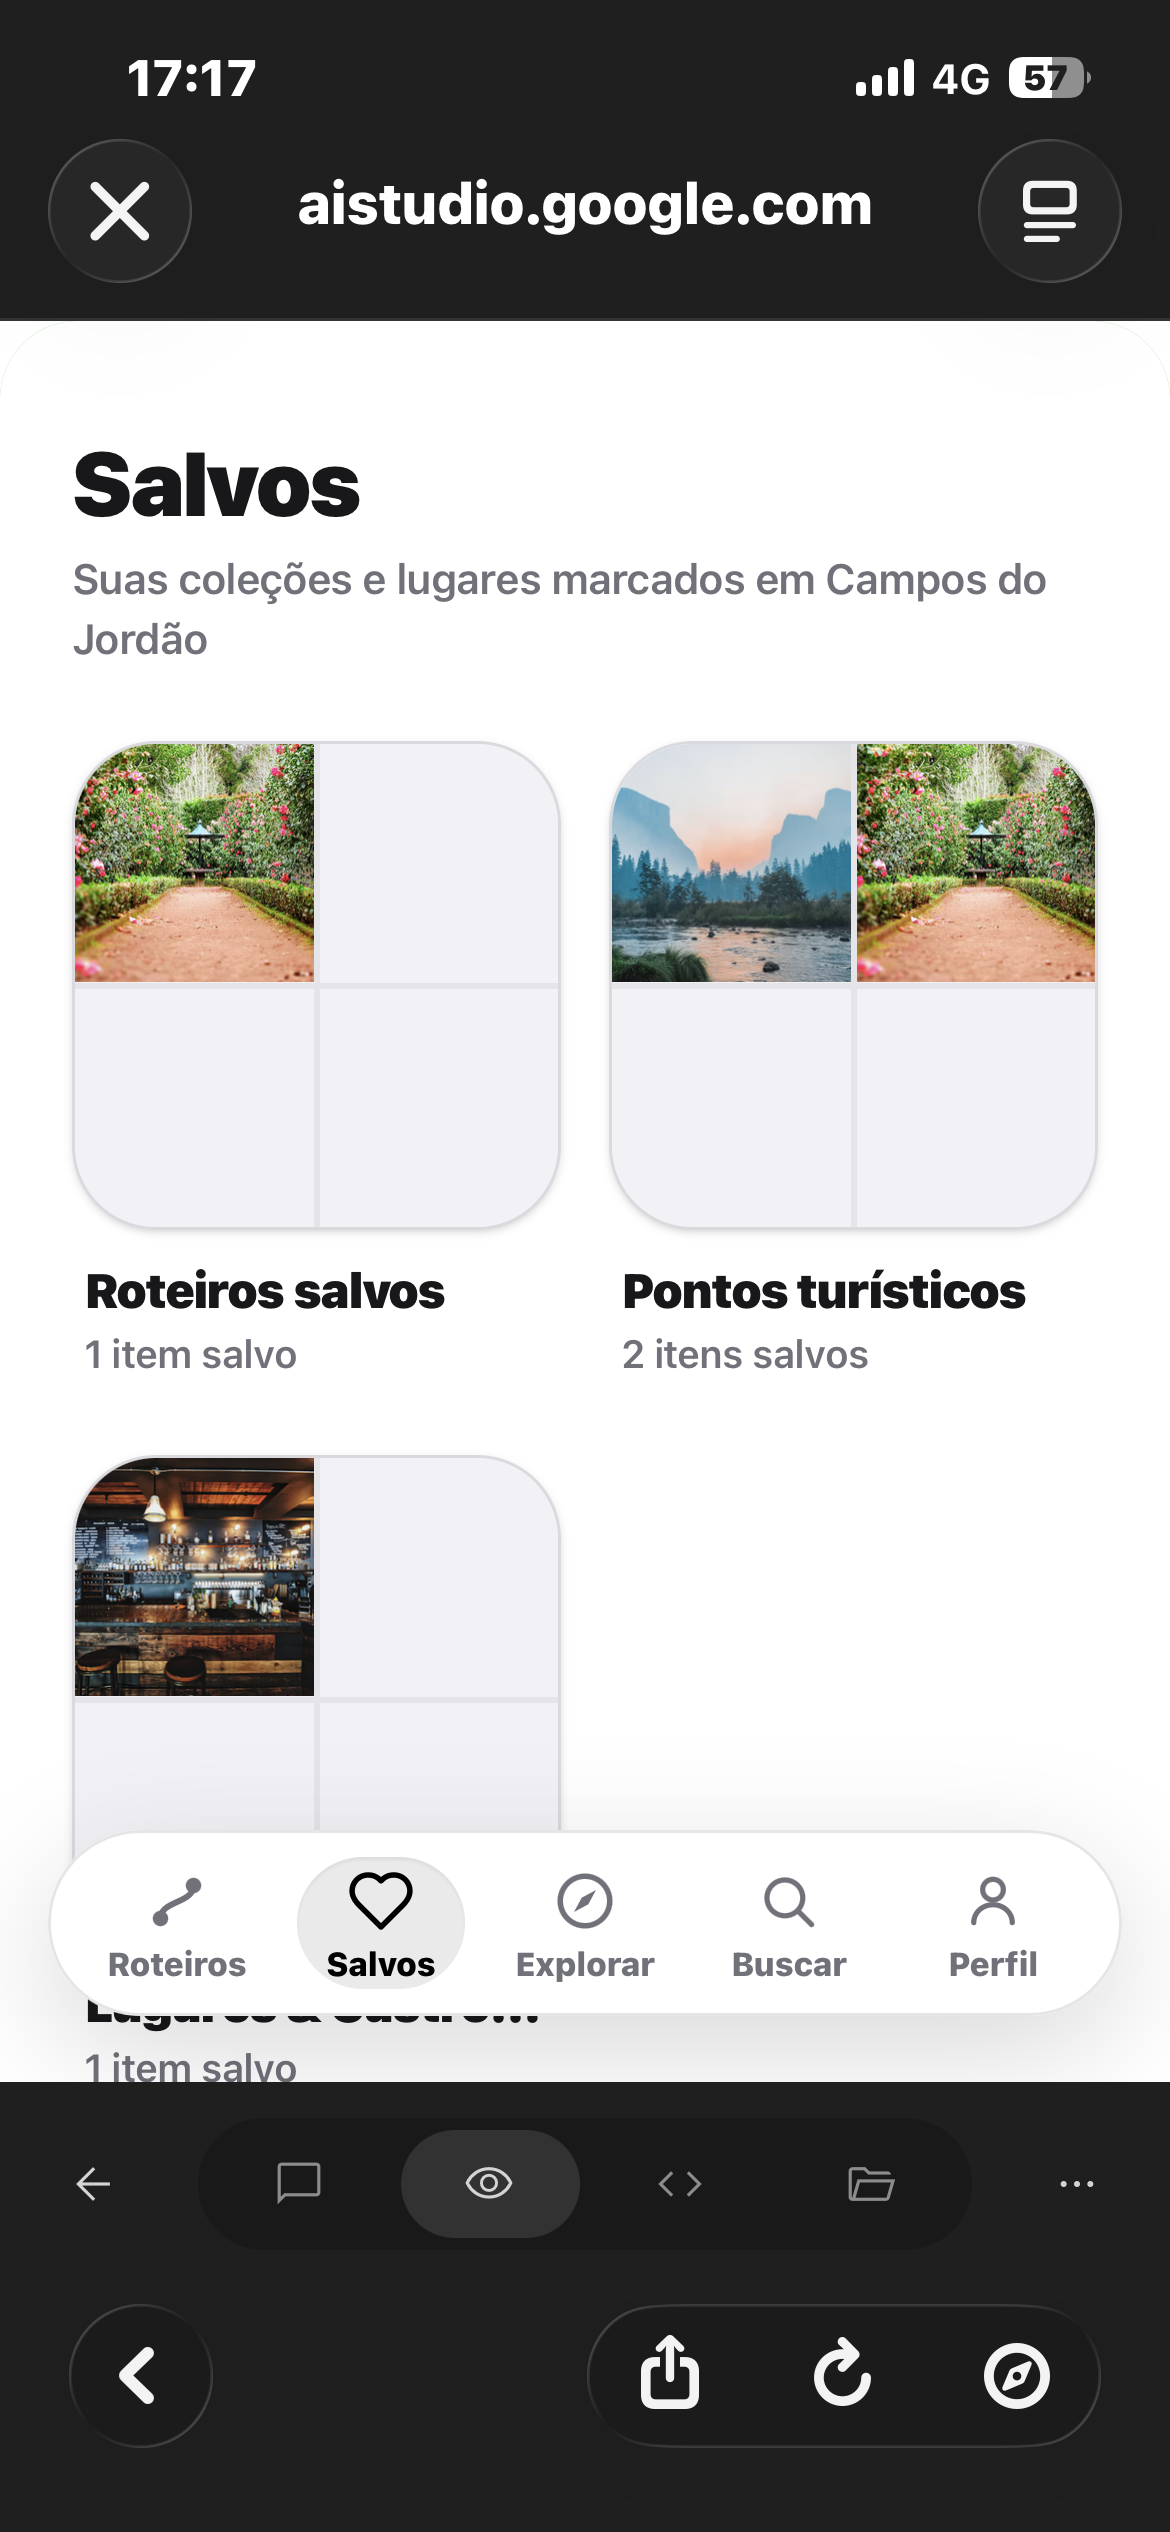 17:17
4G
57
aistudio.google.com
Salvos
Suas coleções e lugares marcados em Campos do
Jordão
Roteiros salvos
1 item salvo
Pontos turísticos
2 itens salvos
Roteiros
Salvos
Explorar
Buscar
Perfil
1 item salvo